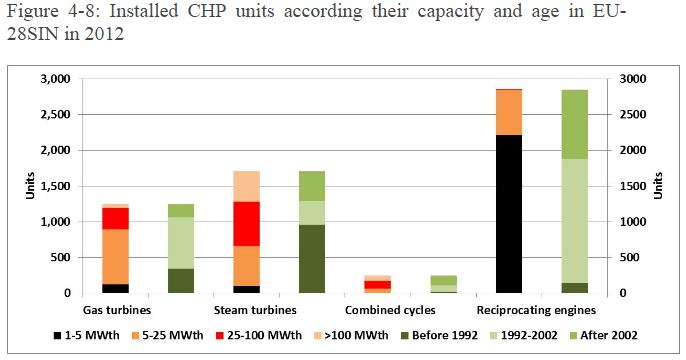 Figure 4-8: Installed CHP units according their capacity and age in EU-
28SIN in 2012
3,000 3000
2,500 2500
2,000 2000
Units 1,500 1500 Units
1,000 1000
500 500
0 0
Gas turbines Steam turbines Combined cycles Reciprocating engines
1-5 MWth 5-25 MWth 25-100 MWth >100 MWth Before 1992 1992-2002 After 2002